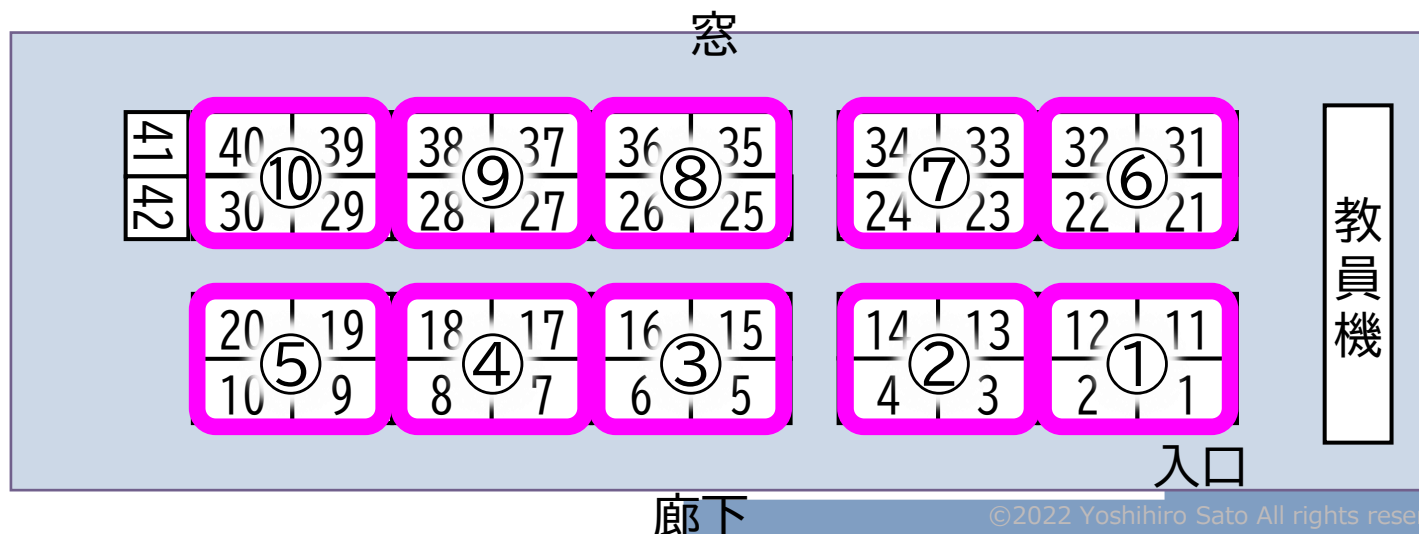 窓
41 40 39 38 37 36 35 34 33 32 31
⑩ ⑨ ⑧ ⑦ ⑥
42 30 29 28 27 26 25 24 23 22 21
教員機
20 19 18 17 16 15 14 13 12 11
⑤ ④ ③ ② ①
10 9 8 7 6 5 4 3 2 1
入口
廊下
©2022 Yoshihiro Sato All rights rese